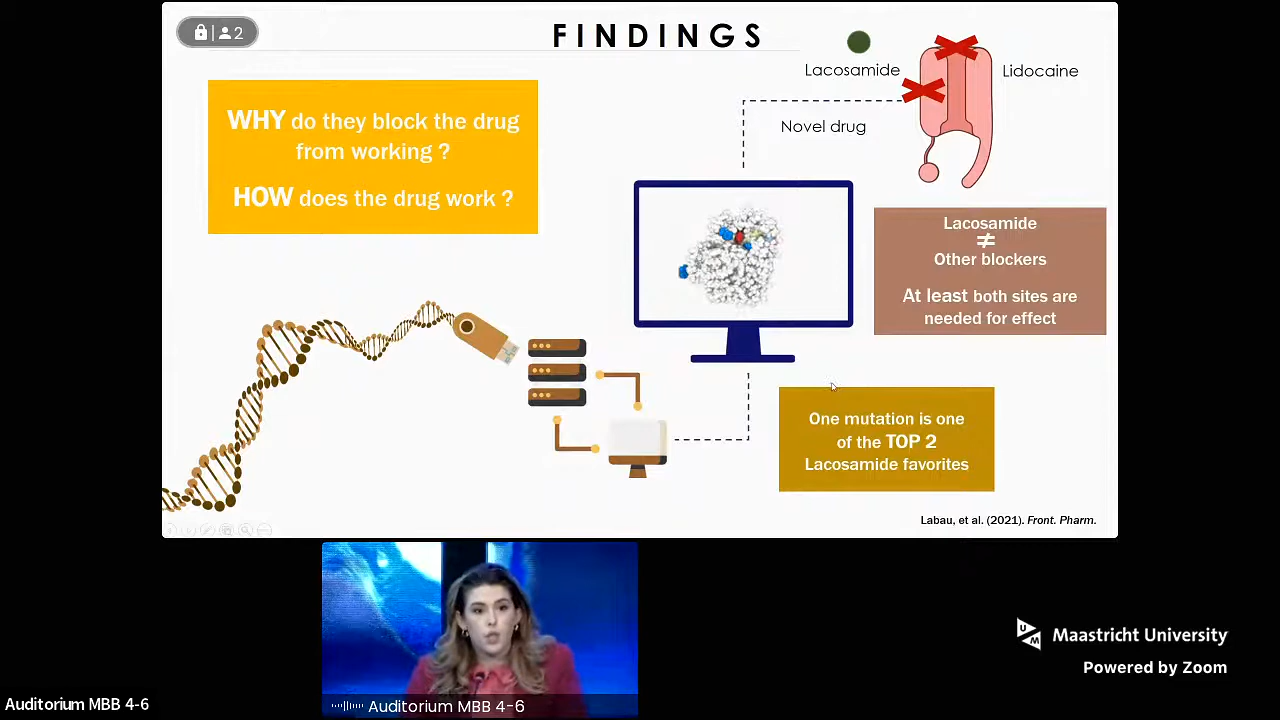 2
FINDINGS
WHY do they block the drug
from working ?
HOW does the drug work ?
Lacosamide
Lidocaine
Novel drug
Lacosamide
≠
Other blockers
At least both sites are
needed for effect
One mutation is one
of the TOP 2
Lacosamide favorites
Labau, et al. (2021). Front. Pharm.
UM
Maastricht University
Powered by Zoom
Auditorium MBB 4-6
Auditorium MBB 4-6